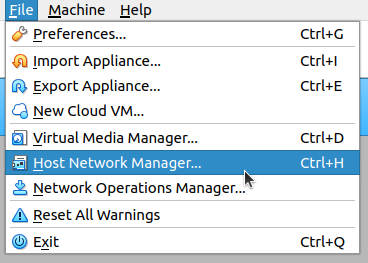 File Machine Help
Preferences... Ctrl+G
Import Appliance... Ctrl+I
Export Appliance... Ctrl+E
New Cloud VM...
Virtual Media Manager... Ctrl+D
Host Network Manager... Ctrl+H
Network Operations Manager...
Reset All Warnings
Exit Ctrl+Q